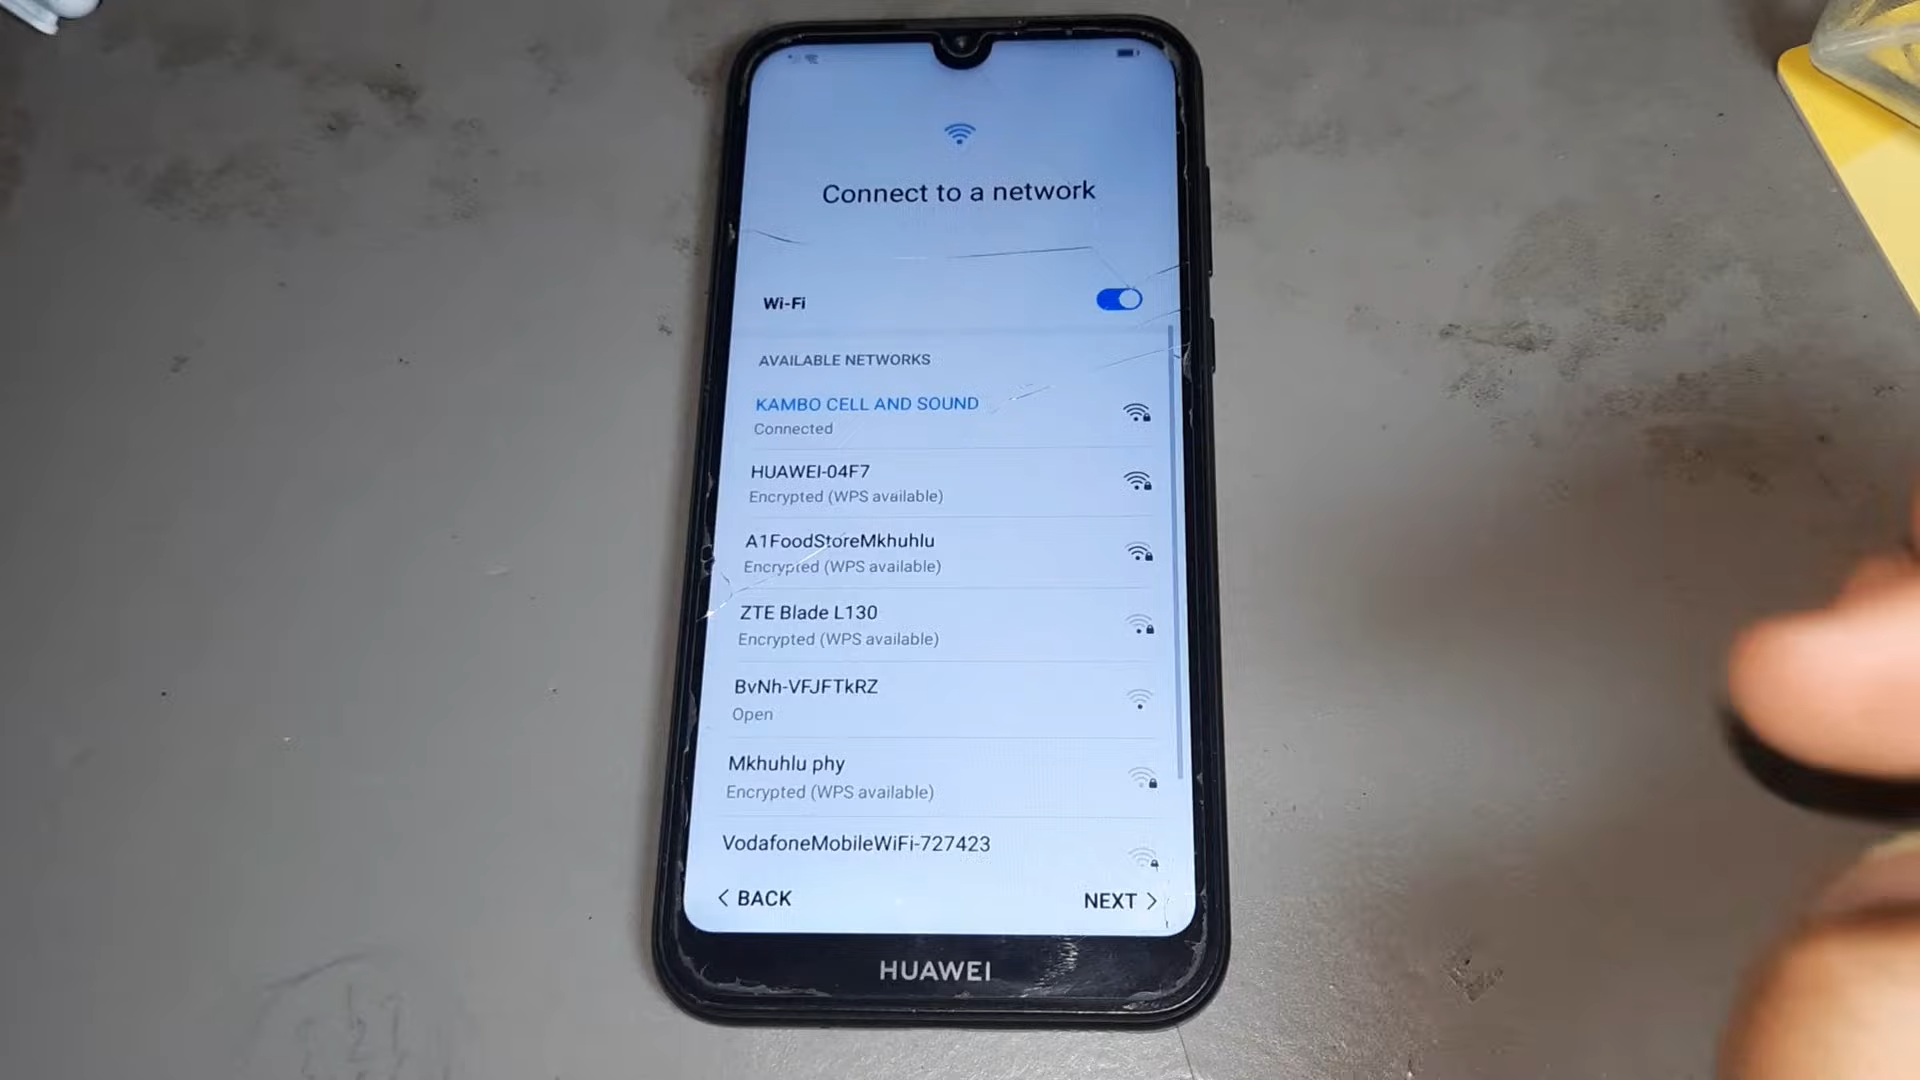 Connect to a network
Wi-Fi
AVAILABLE NETWORKS
KAMBO CELL AND SOUND
Connected
HUAWEI-04F7
Encrypted (WPS available)
A1FoodStoreMkhuhlu
Encrypted (WPS available)
ZTE Blade L130
Encrypted (WPS available)
BvNh-VFJFTkRZ
Open
Mkhuhlu phy
Encrypted (WPS available)
VodafoneMobileWiFi-727423
< BACK
NEXT >
HUAWEI